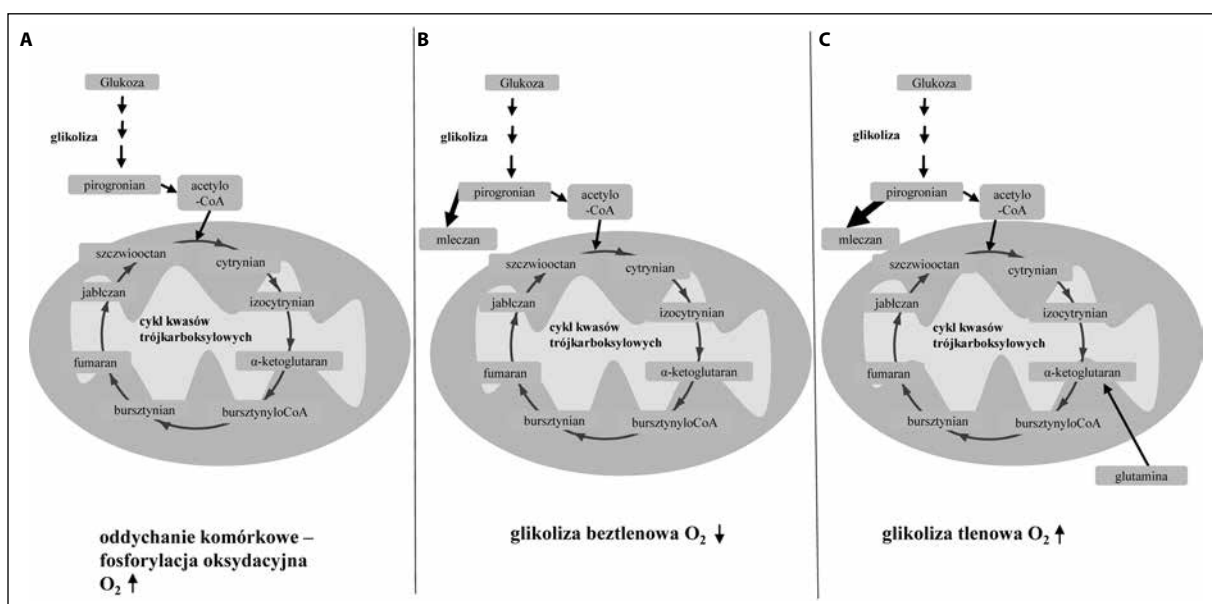 A
Glukoza
glikoliza
pirogronian
acetylo
-CoA
szczwiooctan
cytrynian
jabłczan
izocytrynian
cykl kwasów
trójkarboksylowych
fumaran
α-ketoglutaran
bursztynian
bursztynyloCoA
oddychanie komórkowe –
fosforylacja oksydacyjna
O₂ ↑
B
Glukoza
glikoliza
pirogronian
acetylo
-CoA
mleczan
szczwiooctan
cytrynian
jabłczan
izocytrynian
cykl kwasów
trójkarboksylowych
fumaran
α-ketoglutaran
bursztynian
bursztynyloCoA
glikoliza beztlenowa O₂ ↓
C
Glukoza
glikoliza
pirogronian
acetylo
-CoA
mleczan
szczwiooctan
cytrynian
jabłczan
izocytrynian
cykl kwasów
trójkarboksylowych
fumaran
α-ketoglutaran
bursztynian
bursztynyloCoA
glutamina
glikoliza tlenowa O₂ ↑